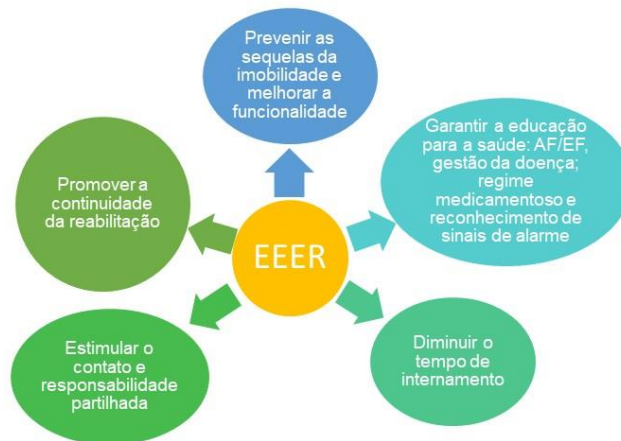 Prevenir as
sequelas da
imobilidade e
melhorar a
funcionalidade
Garantir a educação
para a saúde: AF/EF,
gestão da doença;
regime
medicamentoso e
reconhecimento de
sinais de alarme
Promover a
continuidade
da reabilitação
EEER
Estimular o
contato e
responsabilidade
partilhada
Diminuir o
tempo de
internamento